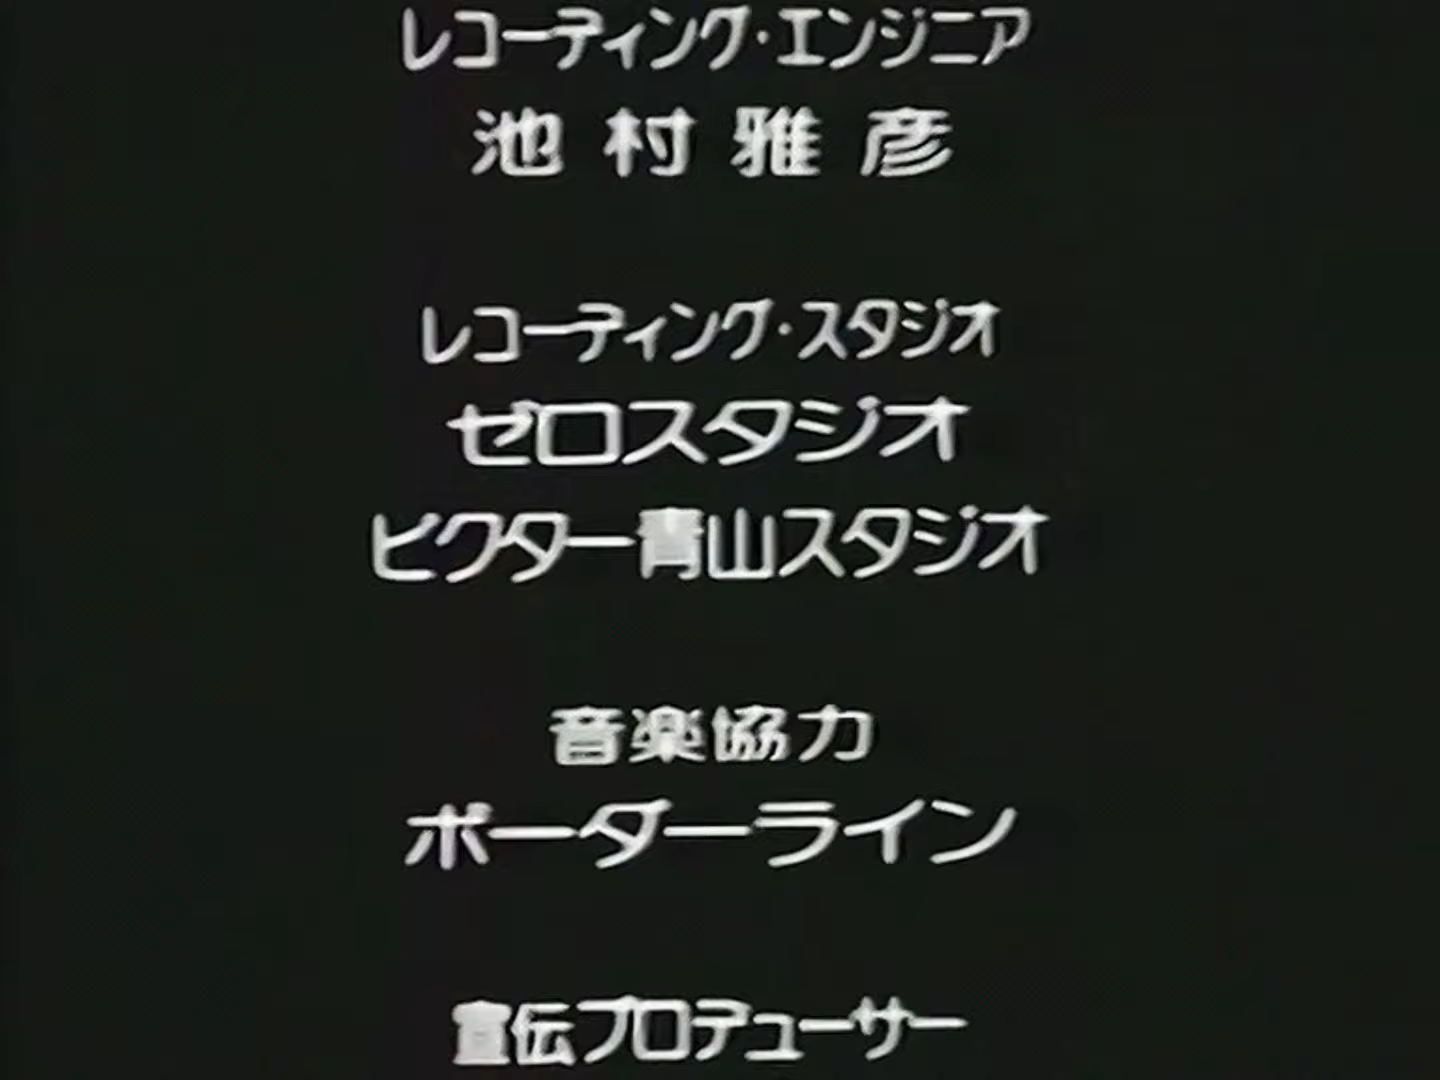 レコーディング・エンジニア
池村雅彦
レコーディング・スタジオ
ゼロスタジオ
ビクター青山スタジオ
音楽協力
ボーダーライン
宣伝プロデューサー